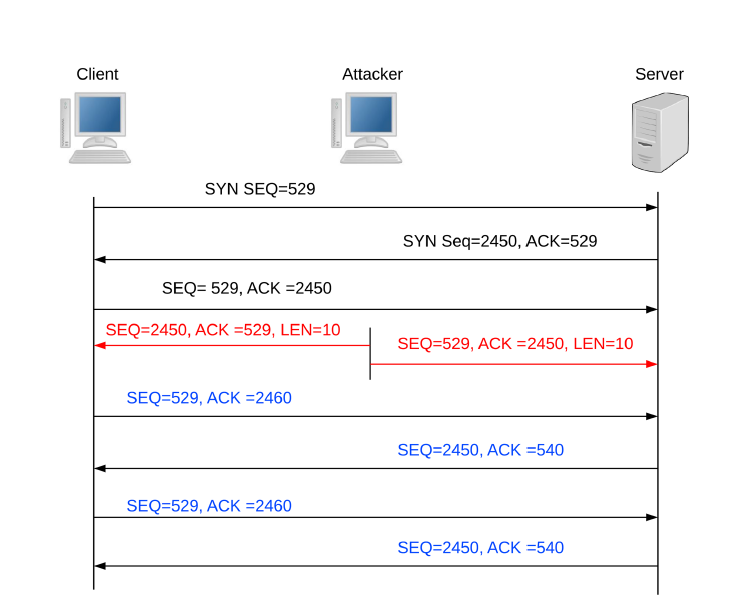 Client
Attacker
Server
SYN SEQ=529
SYN Seq=2450, ACK=529
SEQ= 529, ACK =2450
SEQ=2450, ACK =529, LEN=10
SEQ=529, ACK =2450, LEN=10
SEQ=529, ACK =2460
SEQ=2450, ACK =540
SEQ=529, ACK =2460
SEQ=2450, ACK =540